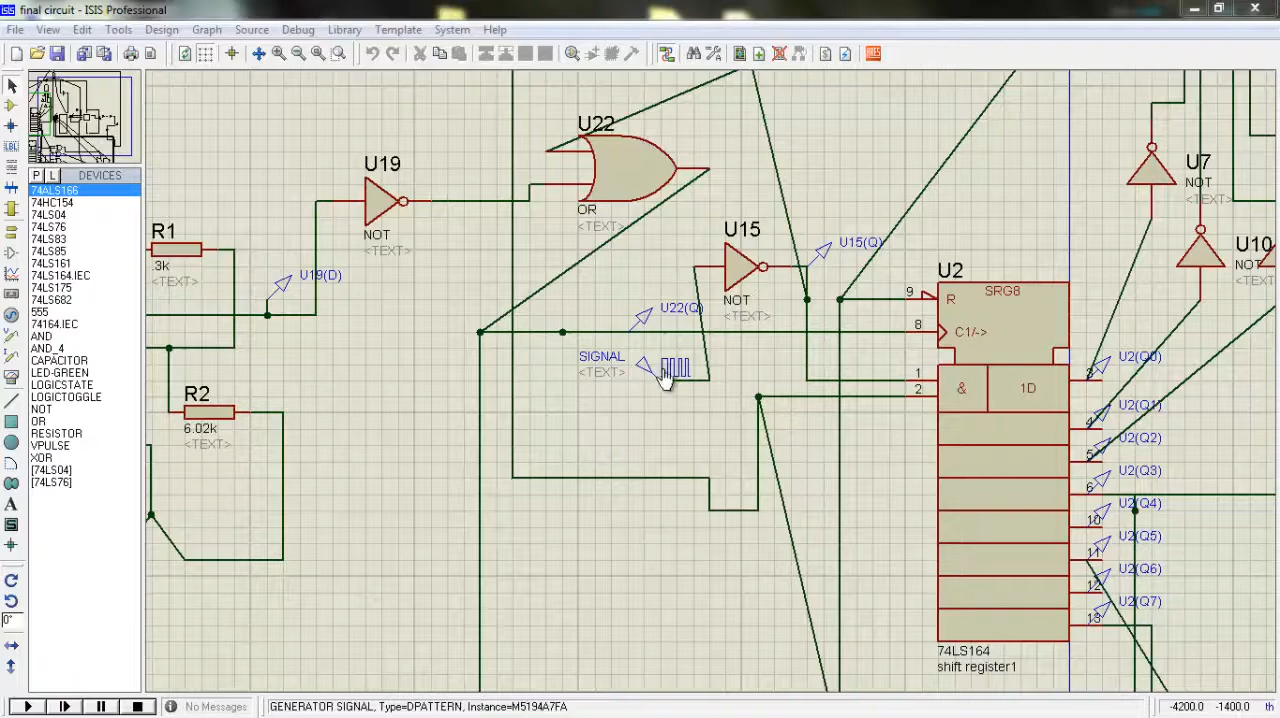 final circuit - ISIS Professional
File View Edit Tools Design Graph Source Debug Library Template System Help
P L DEVICES
74ALS166
74HC154
74LS04
74LS76
74LS83
74LS85
74LS161
74LS164.IEC
74LS175
74LS682
555
74164.IEC
AND
AND_4
CAPACITOR
LED-GREEN
LOGICSTATE
LOGICTOGGLE
NOT
OR
RESISTOR
VPULSE
XOR
[74LS04]
[74LS76]
0°
U22
OR
<TEXT>
U19
NOT
<TEXT>
R1
.3k
<TEXT>
U19(D)
U15
NOT
<TEXT>
U15(Q)
U22(Q)
SIGNAL
<TEXT>
R2
6.02k
<TEXT>
U2
SRG8
9 R
8 C1/->
1
2
& 1D
3 U2(Q0)
4 U2(Q1)
5 U2(Q2)
6 U2(Q3)
10 U2(Q4)
11 U2(Q5)
12 U2(Q6)
13 U2(Q7)
74LS164
shift register1
U7
NOT
<TEXT>
U10
NOT
<TEXT>
No Messages
GENERATOR SIGNAL, Type=DPATTERN, Instance=M5194A7FA
-4200.0 -1400.0 th